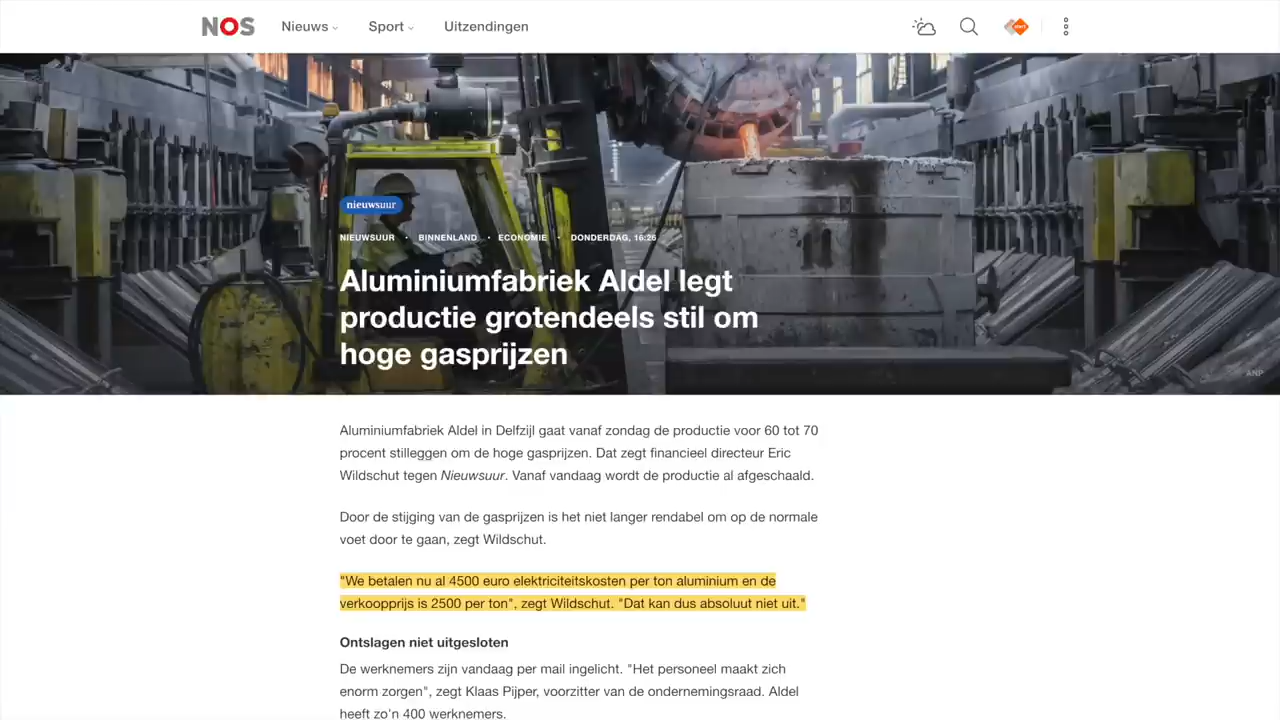 NOS Nieuws Sport Uitzendingen
nieuwsuur
NIEUWSUUR • BINNENLAND • ECONOMIE • DONDERDAG, 16:26
Aluminiumfabriek Aldel legt
productie grotendeels stil om
hoge gasprijzen
ANP
Aluminiumfabriek Aldel in Delfzijl gaat vanaf zondag de productie voor 60 tot 70
procent stilleggen om de hoge gasprijzen. Dat zegt financieel directeur Eric
Wildschut tegen Nieuwsuur. Vanaf vandaag wordt de productie al afgeschaald.
Door de stijging van de gasprijzen is het niet langer rendabel om op de normale
voet door te gaan, zegt Wildschut.
"We betalen nu al 4500 euro elektriciteitskosten per ton aluminium en de
verkoopprijs is 2500 per ton", zegt Wildschut. "Dat kan dus absoluut niet uit."
Ontslagen niet uitgesloten
De werknemers zijn vandaag per mail ingelicht. "Het personeel maakt zich
enorm zorgen", zegt Klaas Pijper, voorzitter van de ondernemingsraad. Aldel
heeft zo'n 400 werknemers.